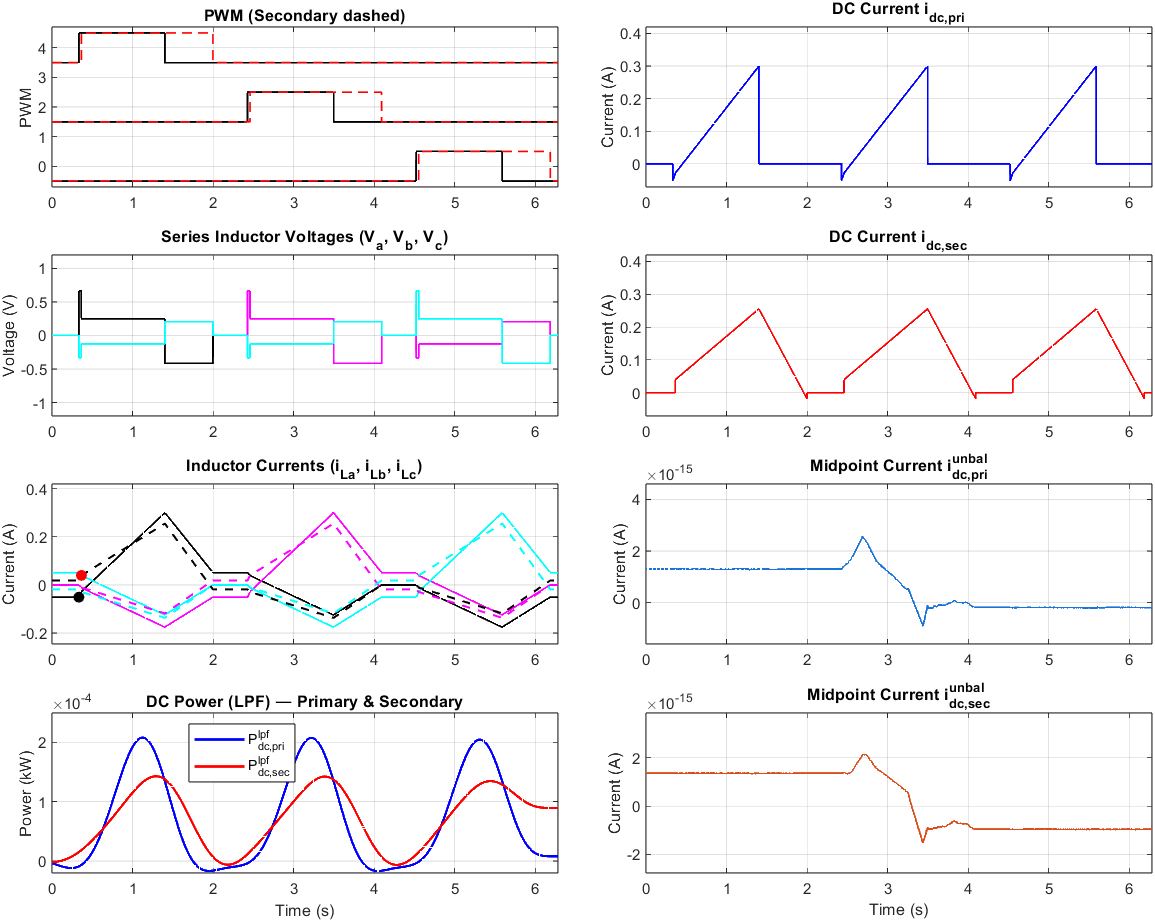 PWM (Secondary dashed)
PWM
4
3
2
1
0
0 1 2 3 4 5 6
DC Current i_dc,pri
Current (A)
0.4
0.3
0.2
0.1
0
0 1 2 3 4 5 6
Series Inductor Voltages (V_a, V_b, V_c)
Voltage (V)
1
0.5
0
-0.5
-1
0 1 2 3 4 5 6
DC Current i_dc,sec
Current (A)
0.4
0.3
0.2
0.1
0
0 1 2 3 4 5 6
Inductor Currents (i_La, i_Lb, i_Lc)
Current (A)
0.4
0.2
0
-0.2
0 1 2 3 4 5 6
Midpoint Current i^unbal_dc,pri
×10^-15
Current (A)
4
2
0
0 1 2 3 4 5 6
DC Power (LPF) — Primary & Secondary
×10^-4
Power (kW)
2
1
0
P^lpf_dc,pri
P^lpf_dc,sec
0 1 2 3 4 5 6
Time (s)
Midpoint Current i^unbal_dc,sec
×10^-15
Current (A)
2
0
-2
0 1 2 3 4 5 6
Time (s)